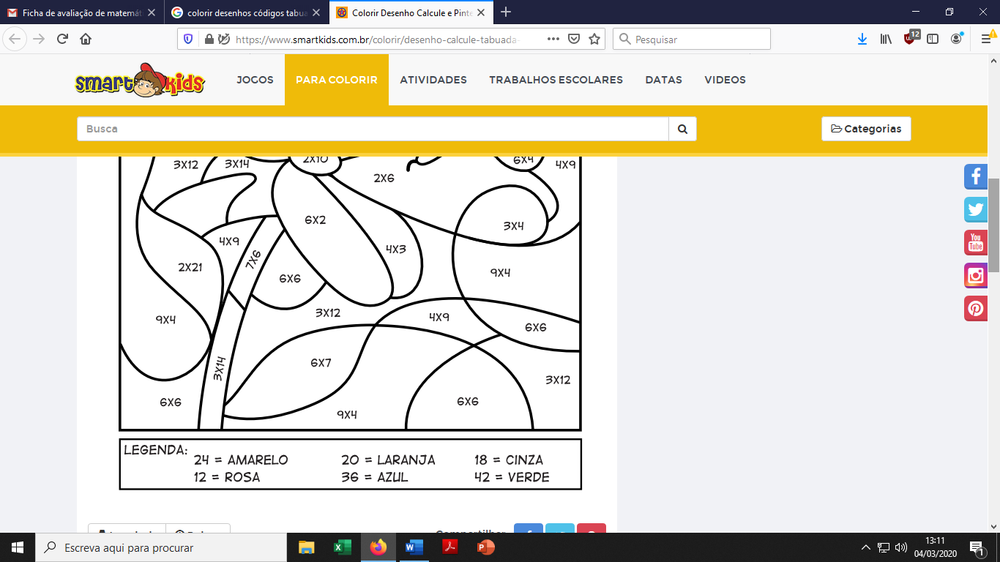 Ficha de avaliação de matemát
colorir desenhos códigos tabua
Colorir Desenho Calcule e Pinte
https://www.smartkids.com.br/colorir/desenho-calcule-tabuada-
Pesquisar
12
smart kids
JOGOS
PARA COLORIR
ATIVIDADES
TRABALHOS ESCOLARES
DATAS
VIDEOS
Busca
Categorias
3X12
3X14
2X10
2X6
6X4
4X9
6X2
3X4
4X9
7X6
4X3
2X21
6X6
9X4
9X4
3X12
4X9
6X6
6X7
3X14
3X12
6X6
6X6
9X4
LEGENDA:
24 = AMARELO
20 = LARANJA
18 = CINZA
12 = ROSA
36 = AZUL
42 = VERDE
You Tube
Escreva aqui para procurar
13:11
04/03/2020
1